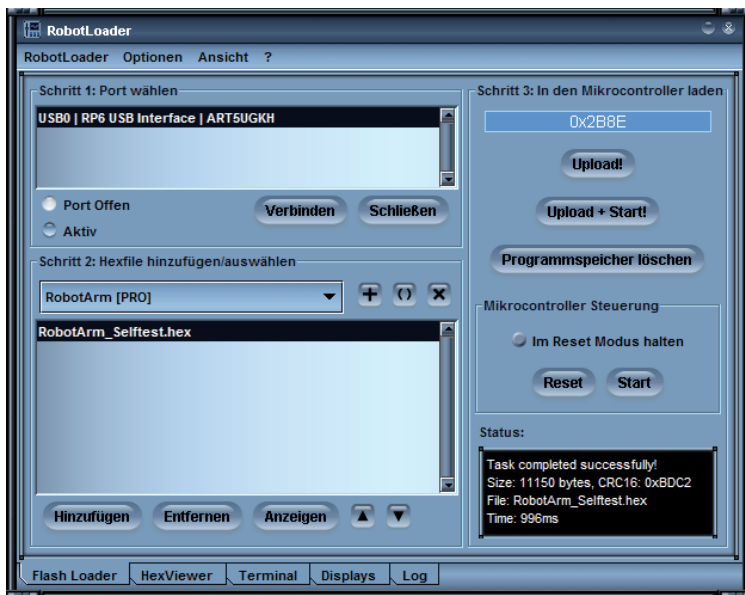 RobotLoader
RobotLoader Optionen Ansicht ?
Schritt 1: Port wählen
USB0 | RP6 USB Interface | ART5UGKH
Port Offen
Aktiv
Verbinden Schließen
Schritt 2: Hexfile hinzufügen/auswählen
RobotArm [PRO]
RobotArm_Selftest.hex
Hinzufügen Entfernen Anzeigen
Schritt 3: In den Mikrocontroller laden
0x2B8E
Upload!
Upload + Start!
Programmspeicher löschen
Mikrocontroller Steuerung
Im Reset Modus halten
Reset Start
Status:
Task completed successfully!
Size: 11150 bytes, CRC16: 0xBDC2
File: RobotArm_Selftest.hex
Time: 996ms
Flash Loader HexViewer Terminal Displays Log